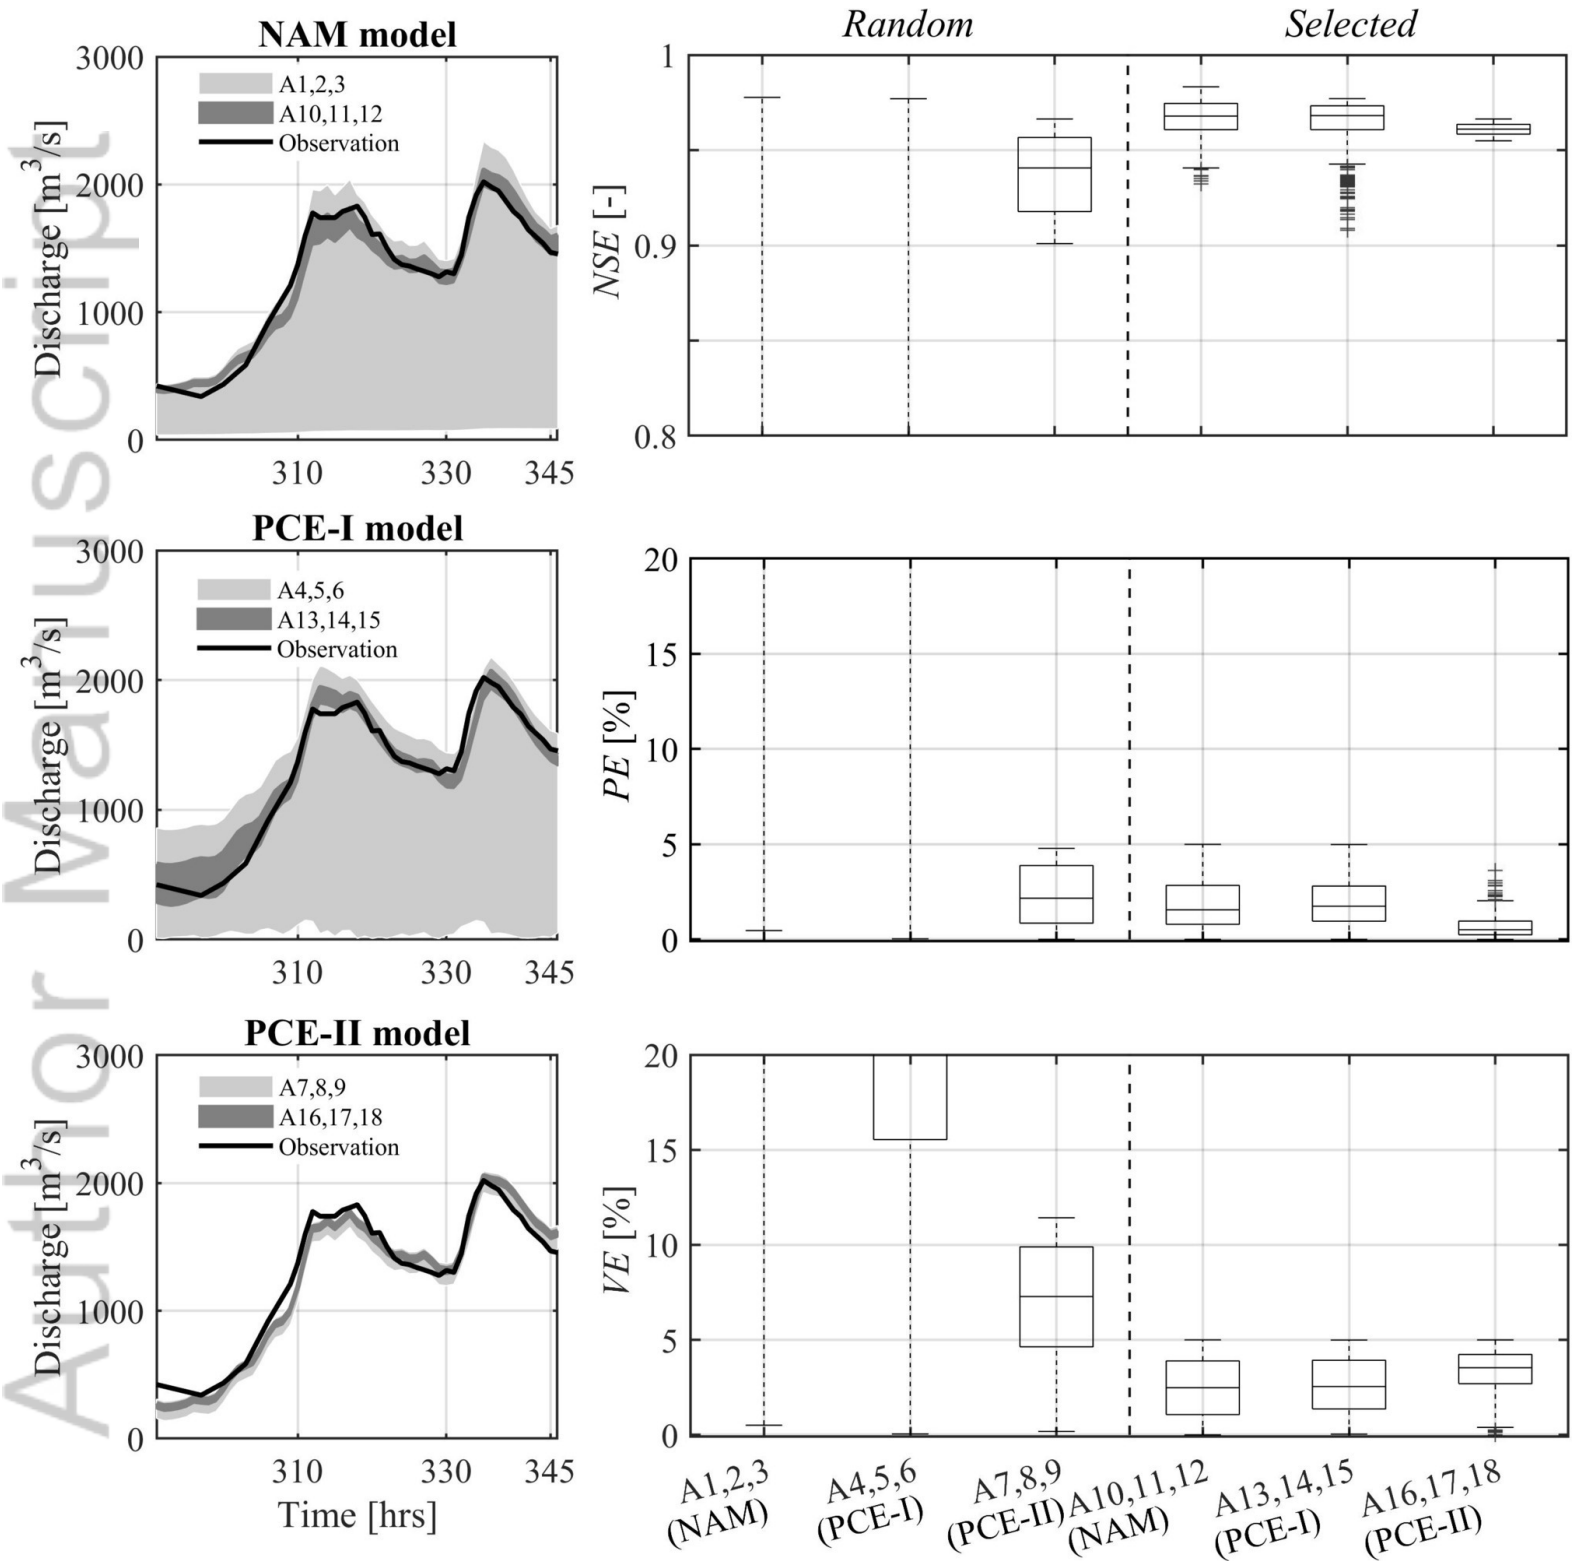 Author Manuscript
NAM model
3000
2000
1000
0
Discharge [m³/s]
A1,2,3
A10,11,12
Observation
310
330
345
PCE-I model
3000
2000
1000
0
Discharge [m³/s]
A4,5,6
A13,14,15
Observation
310
330
345
PCE-II model
3000
2000
1000
0
Discharge [m³/s]
A7,8,9
A16,17,18
Observation
310
330
345
Time [hrs]
Random
Selected
1
0.9
0.8
NSE [-]
20
15
10
5
0
PE [%]
20
15
10
5
0
VE [%]
A1,2,3
(NAM)
A4,5,6
(PCE-I)
A7,8,9
(PCE-II)
A10,11,12
(NAM)
A13,14,15
(PCE-I)
A16,17,18
(PCE-II)